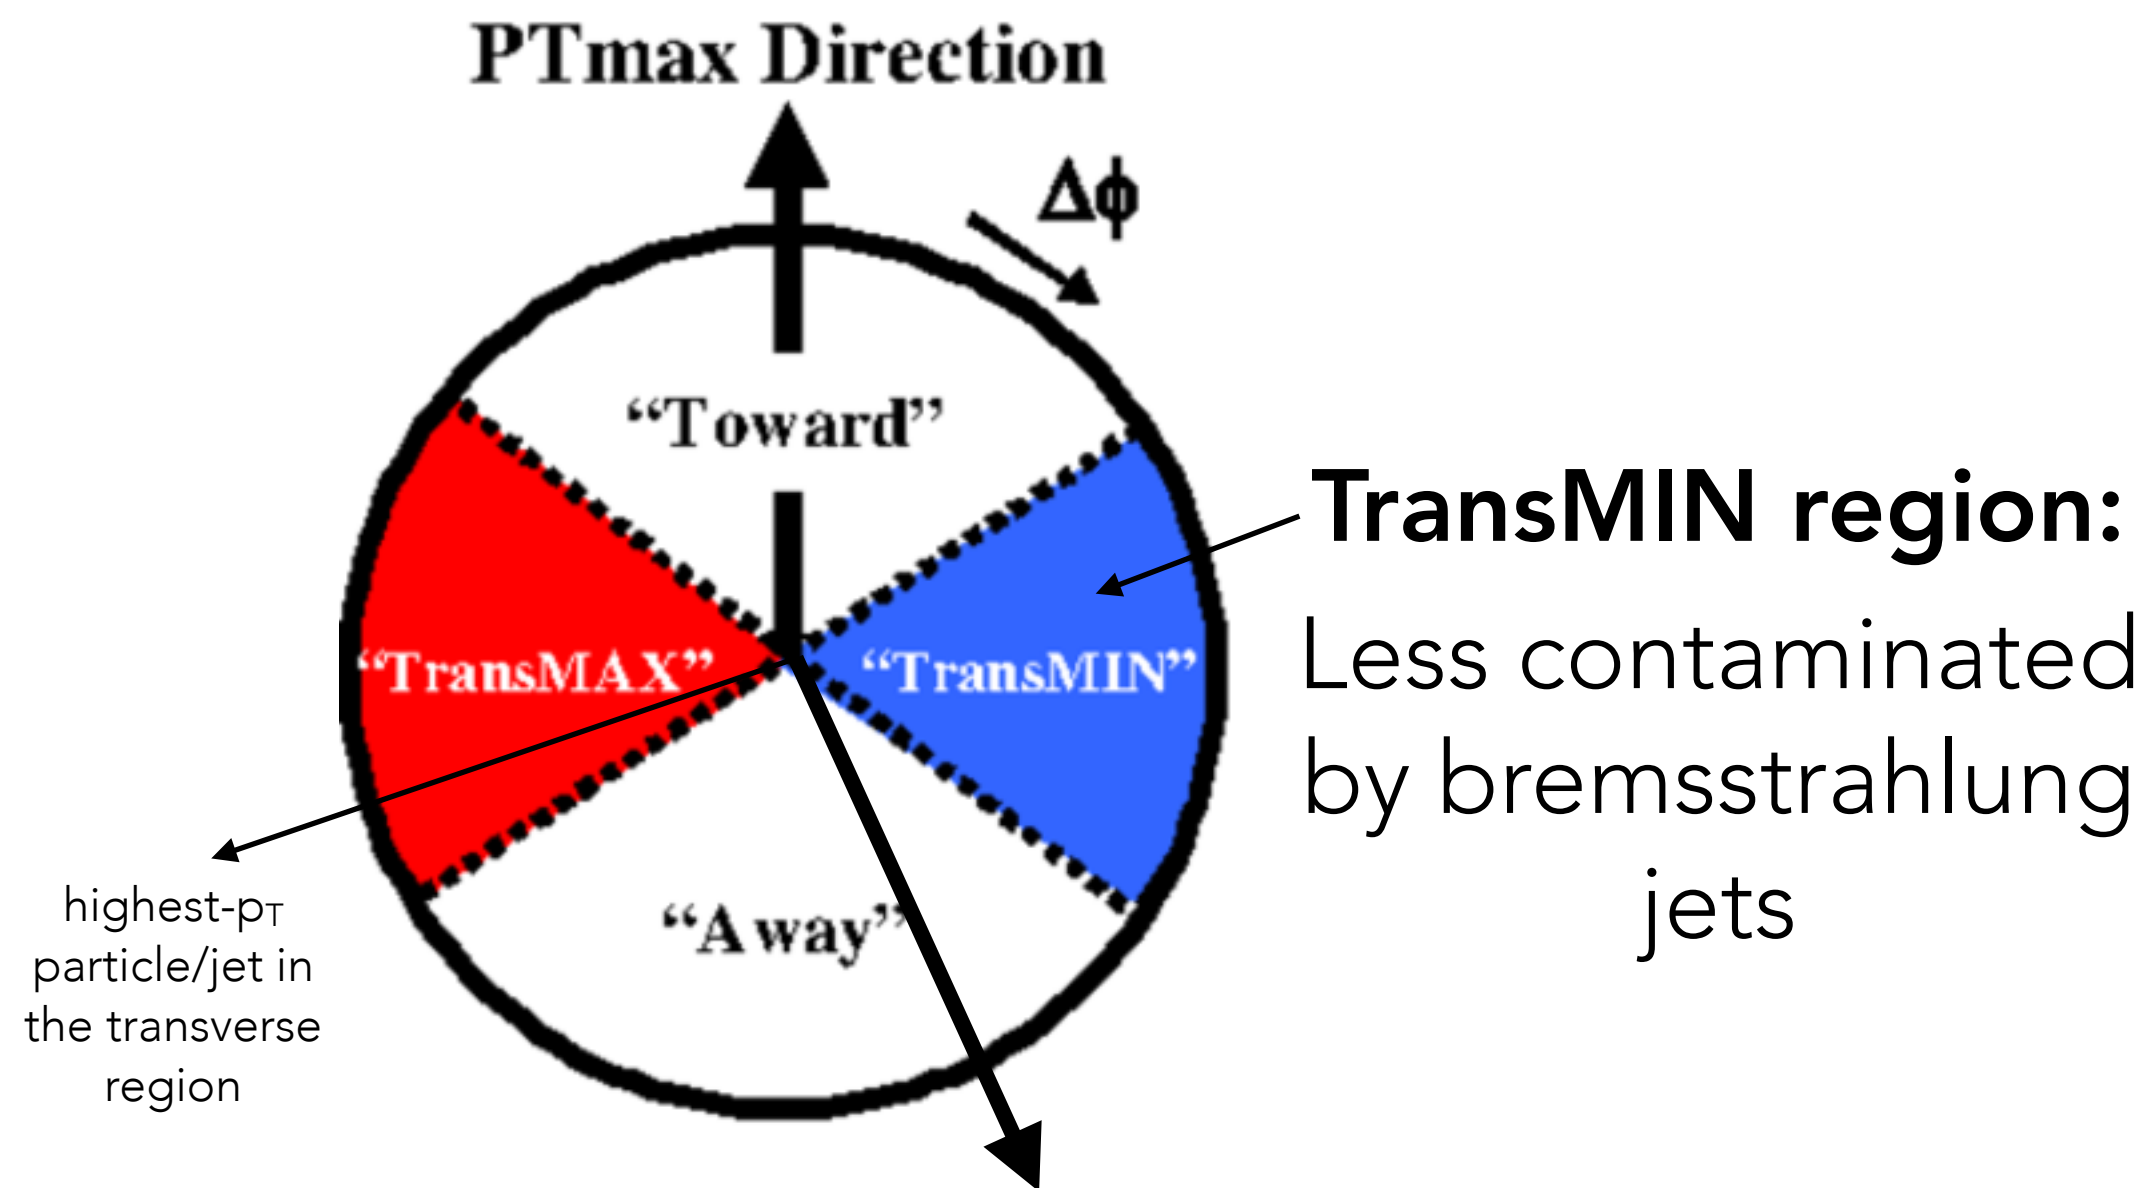 PTmax Direction
Δϕ
“Toward”
“TransMAX”
“TransMIN”
“Away”
TransMIN region:
Less contaminated
by bremsstrahlung
jets
highest-pT
particle/jet in
the transverse
region